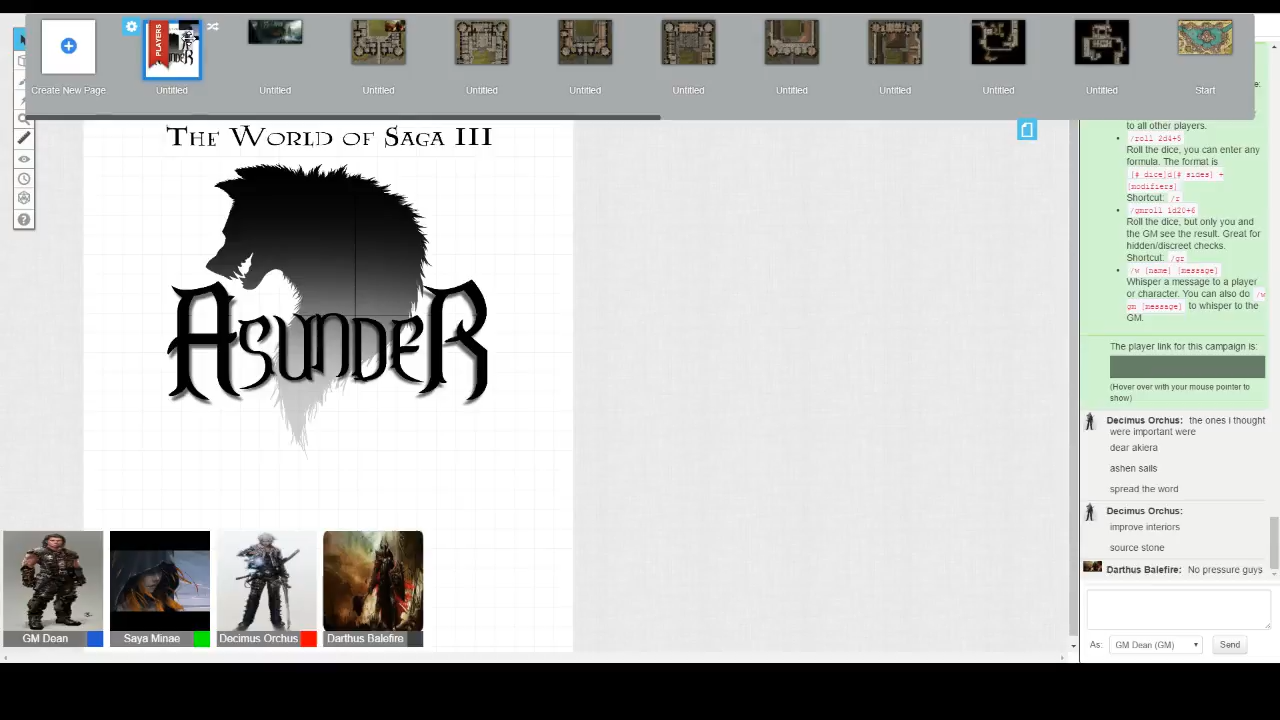 PLAYERS
Create New Page
Untitled
Untitled
Untitled
Untitled
Untitled
Untitled
Untitled
Untitled
Untitled
Untitled
Start
THE WORLD OF SAGA III
ASUNDER
to all other players.
/roll 2d4+5
Roll the dice, you can enter any
formula. The format is
[# dice]d[# sides] +
[modifiers]
Shortcut: /r
/gmroll 1d20+6
Roll the dice, but only you and
the GM see the result. Great for
hidden/discreet checks.
Shortcut: /gr
/w [name] [message]
Whisper a message to a player
or character. You can also do /w
gm [message] to whisper to the
GM.
The player link for this campaign is:
(Hover over with your mouse pointer to
show)
Decimus Orchus: the ones i thought
were important were
dear akiera
ashen sails
spread the word
Decimus Orchus:
improve interiors
source stone
Darthus Balefire: No pressure guys
GM Dean
Saya Minae
Decimus Orchus
Darthus Balefire
As: GM Dean (GM)
Send